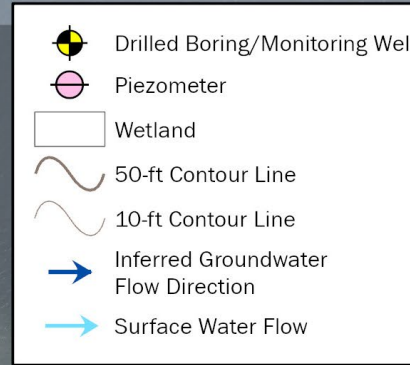 Drilled Boring/Monitoring Wel
Piezometer
Wetland
50-ft Contour Line
10-ft Contour Line
Inferred Groundwater
Flow Direction
Surface Water Flow